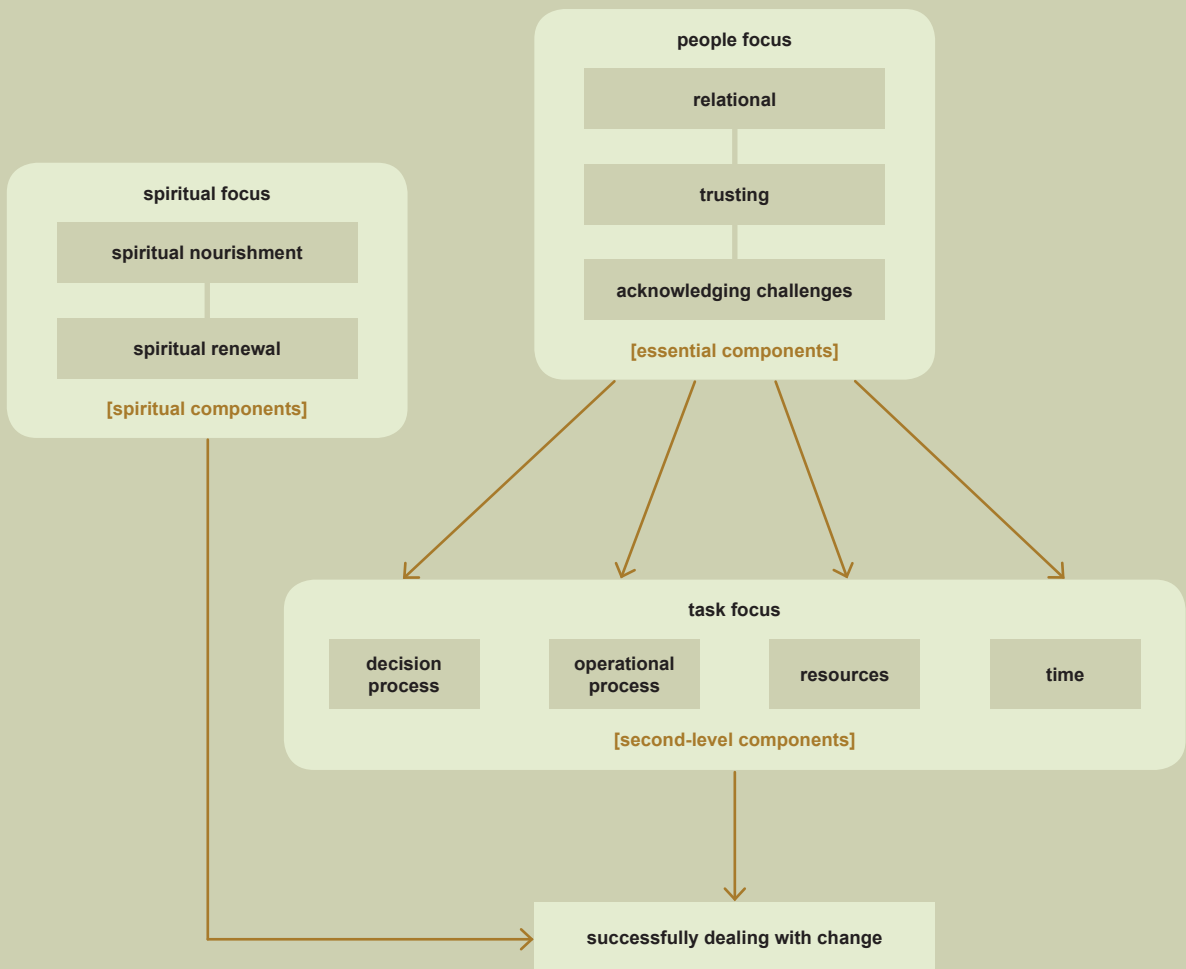 people focus
relational
trusting
acknowledging challenges
[essential components]
spiritual focus
spiritual nourishment
spiritual renewal
[spiritual components]
task focus
decision
process
operational
process
resources
time
[second-level components]
successfully dealing with change